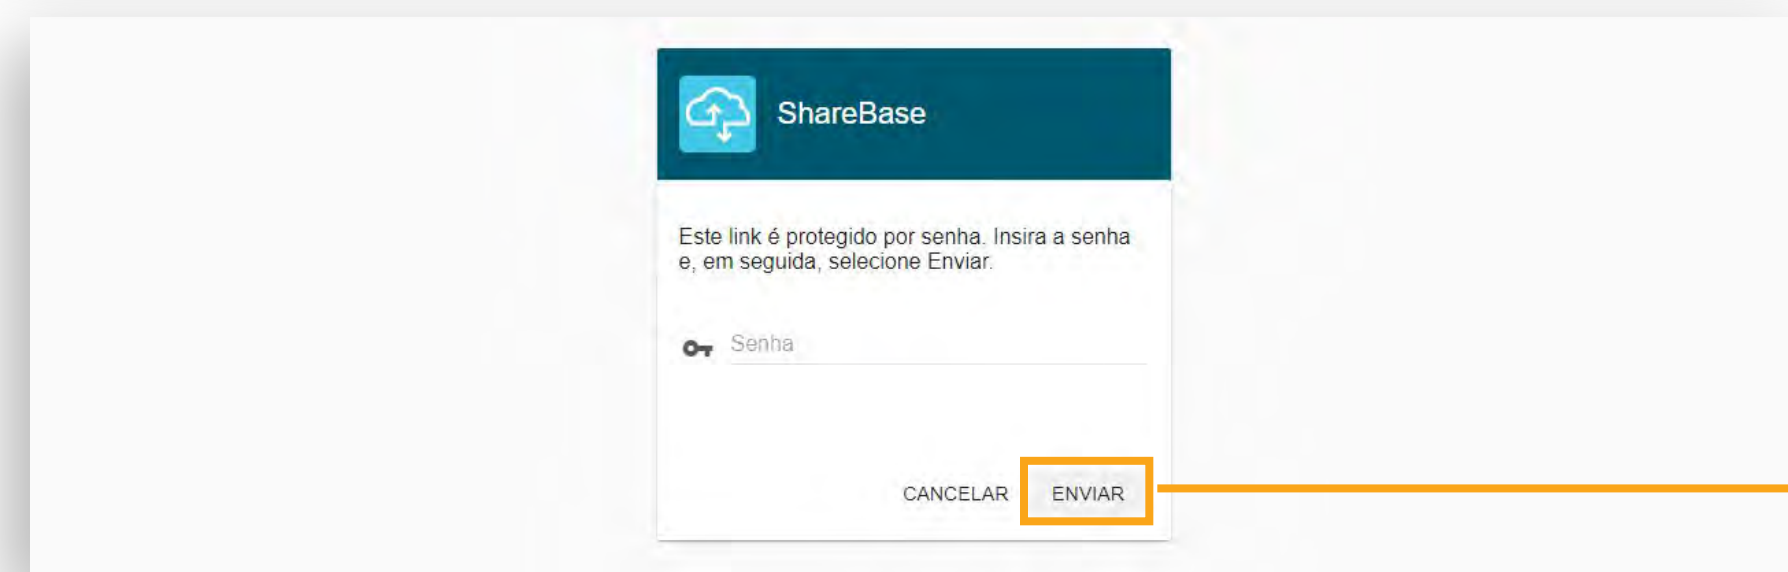 ShareBase
Este link é protegido por senha. Insira a senha
e, em seguida, selecione Enviar.
Senha
CANCELAR ENVIAR